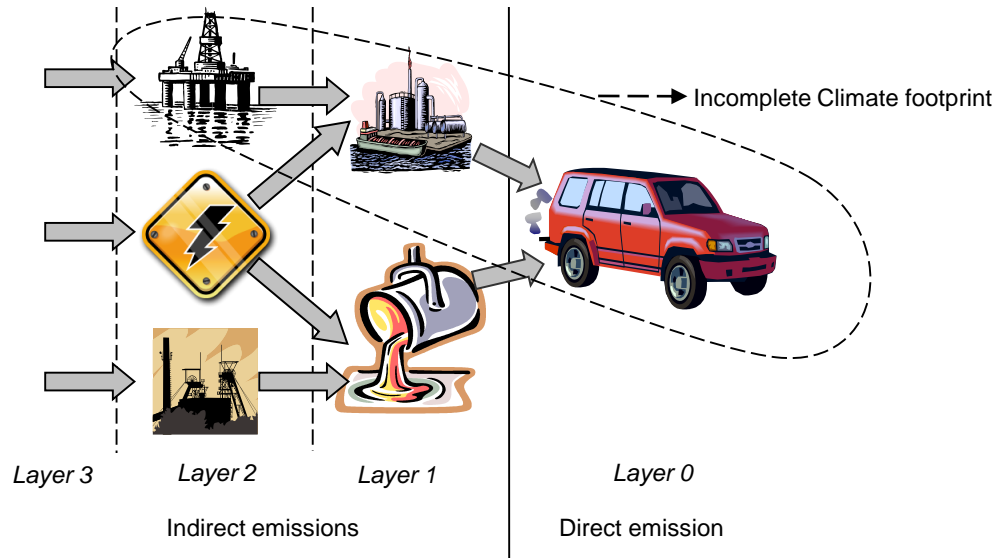 Incomplete Climate footprint
Layer 3
Layer 2
Layer 1
Layer 0
Indirect emissions
Direct emission